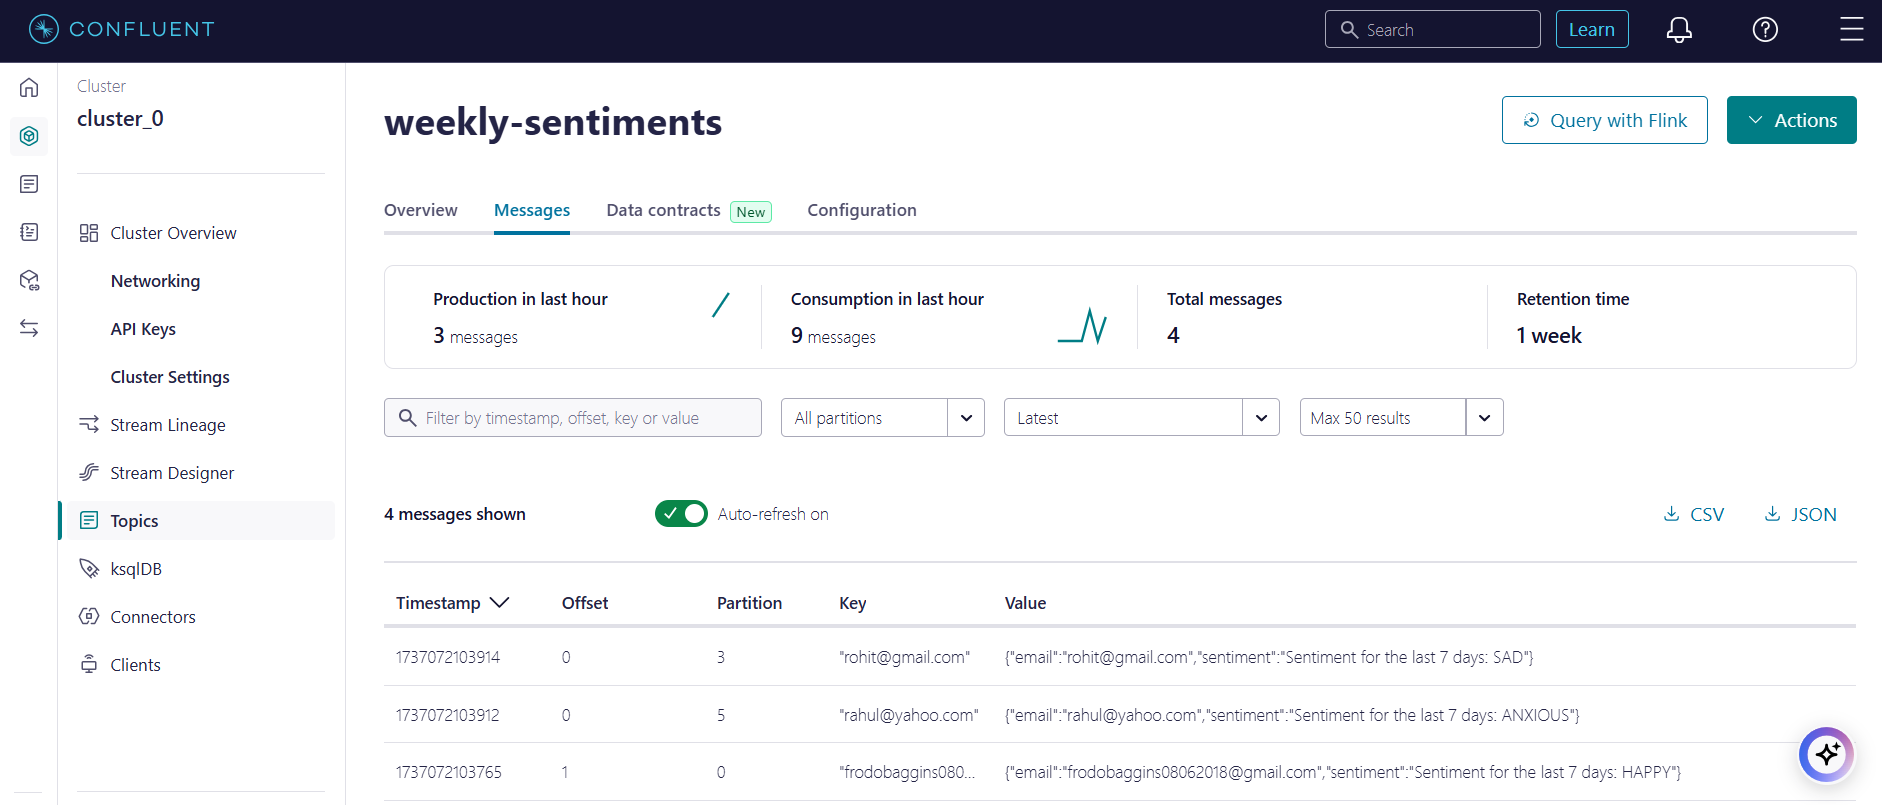 CONFLUENT
Search
Learn
Cluster
cluster_0
Cluster Overview
Networking
API Keys
Cluster Settings
Stream Lineage
Stream Designer
Topics
ksqlDB
Connectors
Clients
weekly-sentiments
Query with Flink
Actions
Overview Messages Data contracts New Configuration
Production in last hour
3 messages
Consumption in last hour
9 messages
Total messages
4
Retention time
1 week
Filter by timestamp, offset, key or value
All partitions
Latest
Max 50 results
4 messages shown
Auto-refresh on
CSV
JSON
Timestamp Offset Partition Key Value
1737072103914 0 3 "rohit@gmail.com" {"email":"rohit@gmail.com","sentiment":"Sentiment for the last 7 days: SAD"}
1737072103912 0 5 "rahul@yahoo.com" {"email":"rahul@yahoo.com","sentiment":"Sentiment for the last 7 days: ANXIOUS"}
1737072103765 1 0 "frodobaggins080... {"email":"frodobaggins08062018@gmail.com","sentiment":"Sentiment for the last 7 days: HAPPY"}